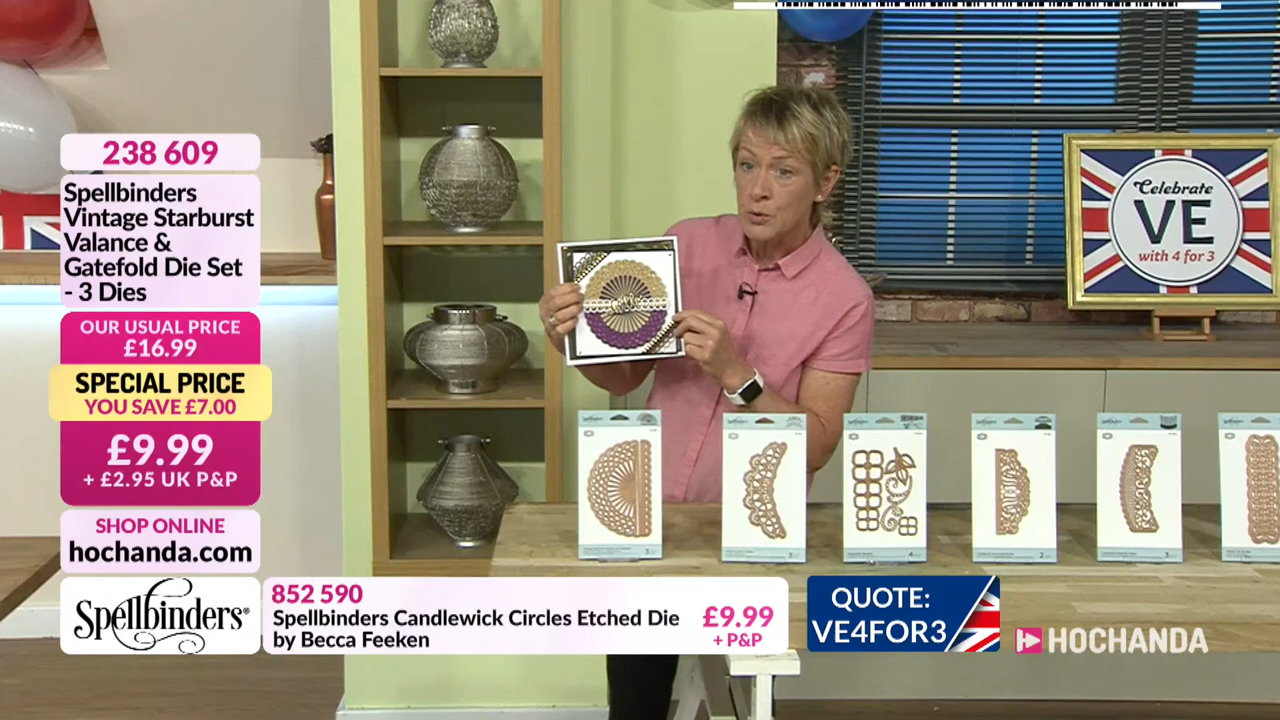 238 609
Spellbinders
Vintage Starburst
Valance &
Gatefold Die Set
- 3 Dies
OUR USUAL PRICE
£16.99
SPECIAL PRICE
YOU SAVE £7.00
£9.99
+ £2.95 UK P&P
SHOP ONLINE
hochanda.com
Spellbinders®
852 590
Spellbinders Candlewick Circles Etched Die
by Becca Feeken
£9.99
+ P&P
QUOTE:
VE4FOR3
HOCHANDA
Celebrate
VE
with 4 for 3